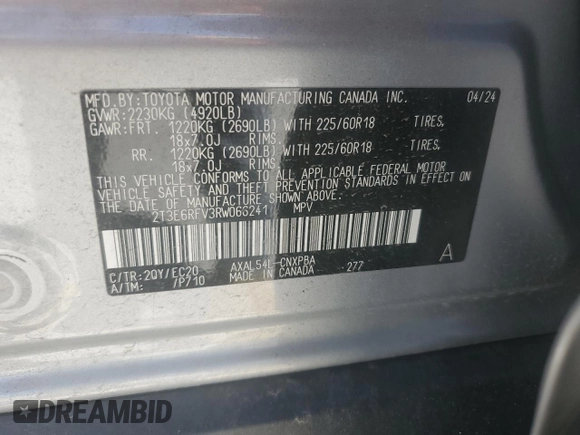 MFD.BY:TOYOTA MOTOR MANUFACTURING CANADA INC. 04/24
GVWR:2230KG (4920LB)
GAWR:FRT. 1220KG (2690LB) WITH 225/60R18 TIRES,
18x7.0J RIMS.
RR. 1220KG (2690LB) WITH 225/60R18 TIRES,
18x7.0J RIMS.
THIS VEHICLE CONFORMS TO ALL APPLICABLE FEDERAL MOTOR
VEHICLE SAFETY AND THEFT PREVENTION STANDARDS IN EFFECT
ON THE DATE OF MANUFACTURE SHOWN ABOVE.
2T3E6RFV3RW066241 MPV
C/TR:2QY/EC20 AXAL54L-CNXPBA A
A/TM: 7P710 MADE IN CANADA 277
DREAMBID